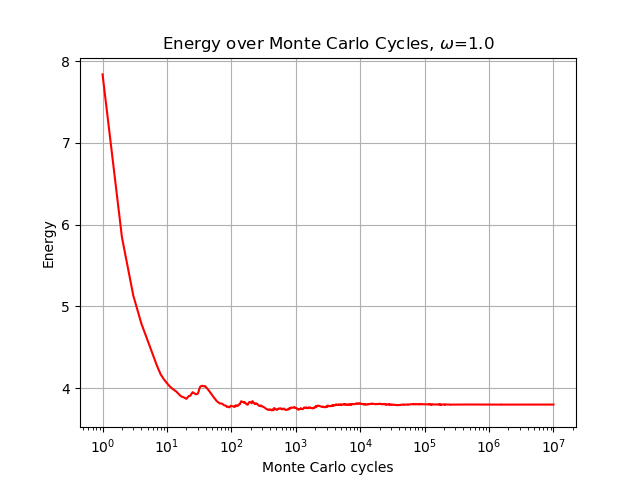 Energy over Monte Carlo Cycles, ω=1.0
8
7
6
5
4
Energy
10⁰ 10¹ 10² 10³ 10⁴ 10⁵ 10⁶ 10⁷
Monte Carlo cycles